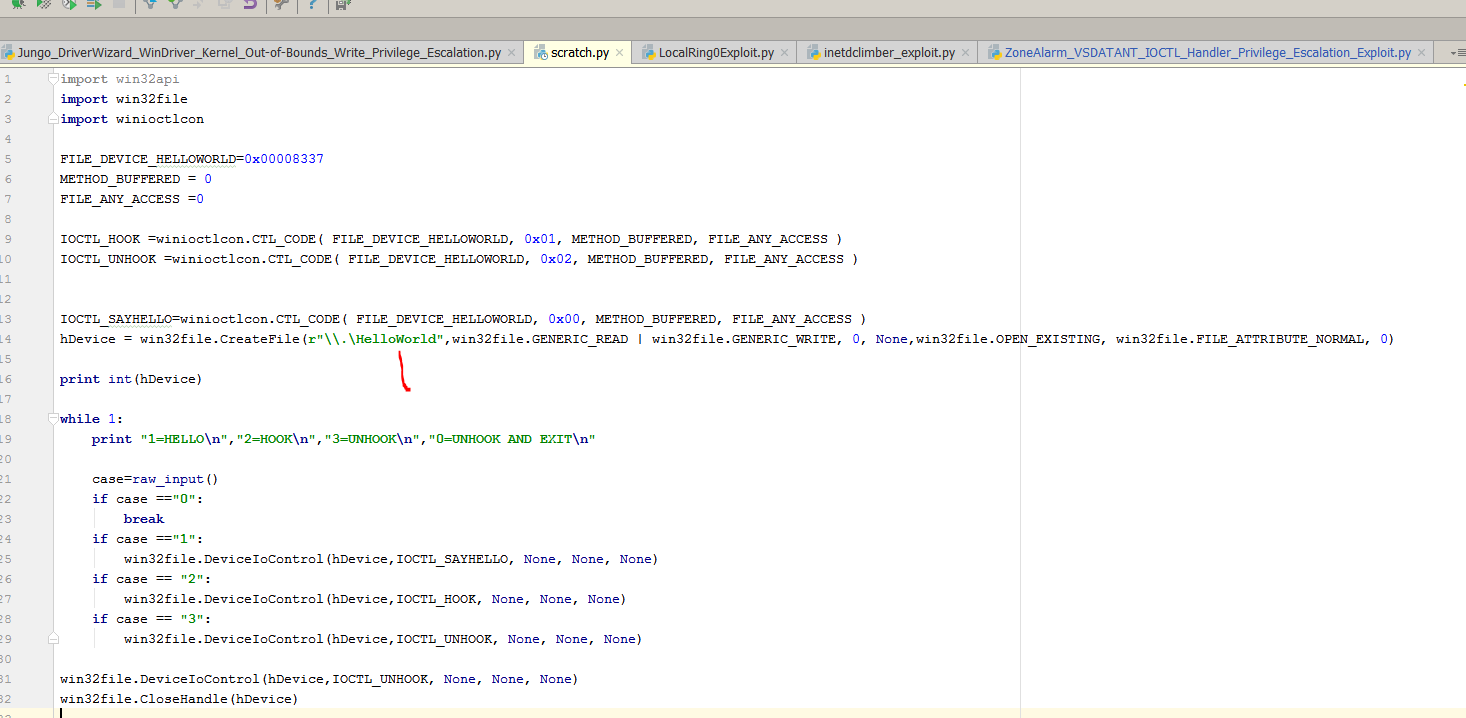 Jungo_DriverWizard_WinDriver_Kernel_Out-of-Bounds_Write_Privilege_Escalation.py scratch.py LocalRing0Exploit.py inetdclimber_exploit.py ZoneAlarm_VSDATANT_IOCTL_Handler_Privilege_Escalation_Exploit.py
1 import win32api
2 import win32file
3 import winioctlcon
4
5 FILE_DEVICE_HELLOWORLD=0x00008337
6 METHOD_BUFFERED = 0
7 FILE_ANY_ACCESS =0
8
9 IOCTL_HOOK =winioctlcon.CTL_CODE( FILE_DEVICE_HELLOWORLD, 0x01, METHOD_BUFFERED, FILE_ANY_ACCESS )
10 IOCTL_UNHOOK =winioctlcon.CTL_CODE( FILE_DEVICE_HELLOWORLD, 0x02, METHOD_BUFFERED, FILE_ANY_ACCESS )
11
12
13 IOCTL_SAYHELLO=winioctlcon.CTL_CODE( FILE_DEVICE_HELLOWORLD, 0x00, METHOD_BUFFERED, FILE_ANY_ACCESS )
14 hDevice = win32file.CreateFile(r"\\.\HelloWorld",win32file.GENERIC_READ | win32file.GENERIC_WRITE, 0, None,win32file.OPEN_EXISTING, win32file.FILE_ATTRIBUTE_NORMAL, 0)
15
16 print int(hDevice)
17
18 while 1:
19 print "1=HELLO\n","2=HOOK\n","3=UNHOOK\n","0=UNHOOK AND EXIT\n"
20
21 case=raw_input()
22 if case =="0":
23 break
24 if case =="1":
25 win32file.DeviceIoControl(hDevice,IOCTL_SAYHELLO, None, None, None)
26 if case == "2":
27 win32file.DeviceIoControl(hDevice,IOCTL_HOOK, None, None, None)
28 if case == "3":
29 win32file.DeviceIoControl(hDevice,IOCTL_UNHOOK, None, None, None)
30
31 win32file.DeviceIoControl(hDevice,IOCTL_UNHOOK, None, None, None)
32 win32file.CloseHandle(hDevice)